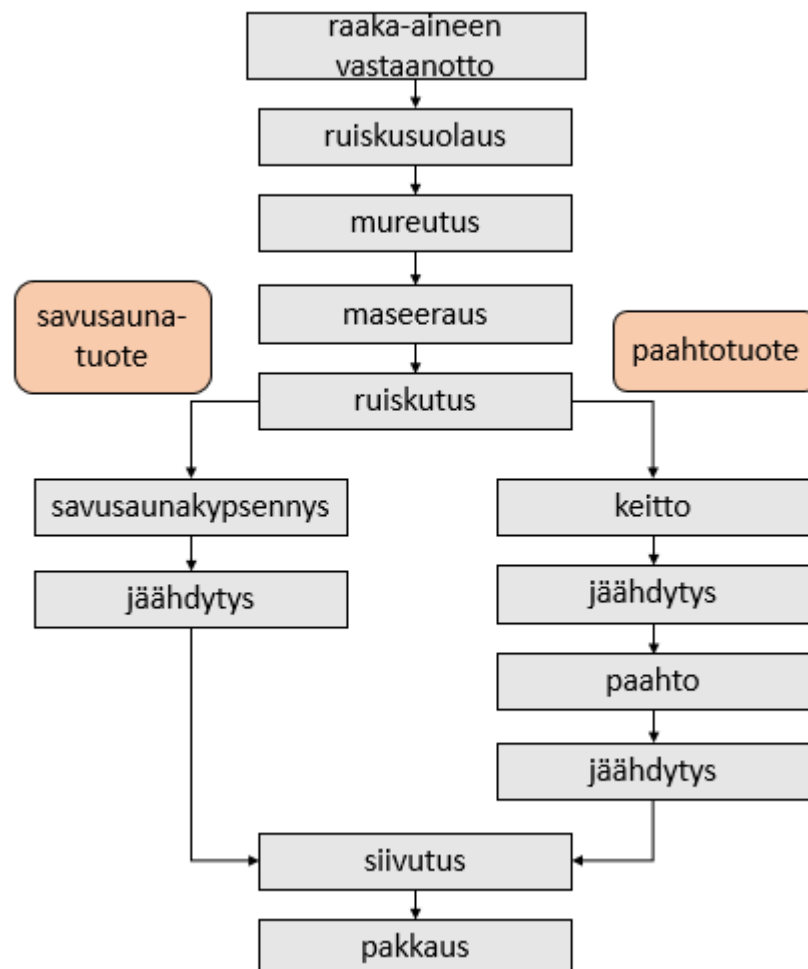 raaka-aineen
vastaanotto
ruiskusuolaus
mureutus
maseeraus
savusauna-
tuote
paahtotuote
ruiskutus
savusaunakypsennys
keitto
jäähdytys
jäähdytys
paahto
jäähdytys
siivutus
pakkaus